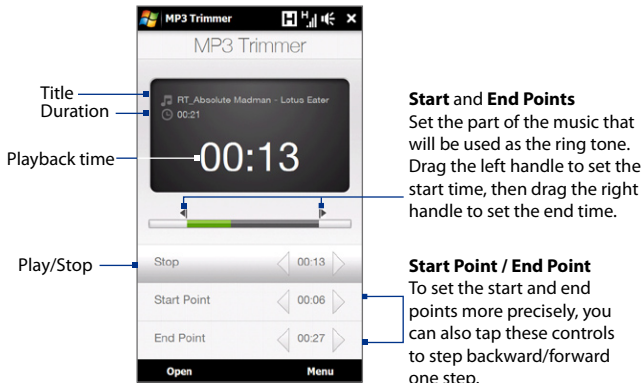 MP3 Trimmer
H
MP3 Trimmer
Title
RT_Absolute Madman - Lotus Eater
Duration
00:21
Playback time
00:13
Start and End Points
Set the part of the music that
will be used as the ring tone.
Drag the left handle to set the
start time, then drag the right
handle to set the end time.
Play/Stop
Stop
00:13
Start Point
00:06
End Point
00:27
Start Point / End Point
To set the start and end
points more precisely, you
can also tap these controls
to step backward/forward
one step.
Open
Menu